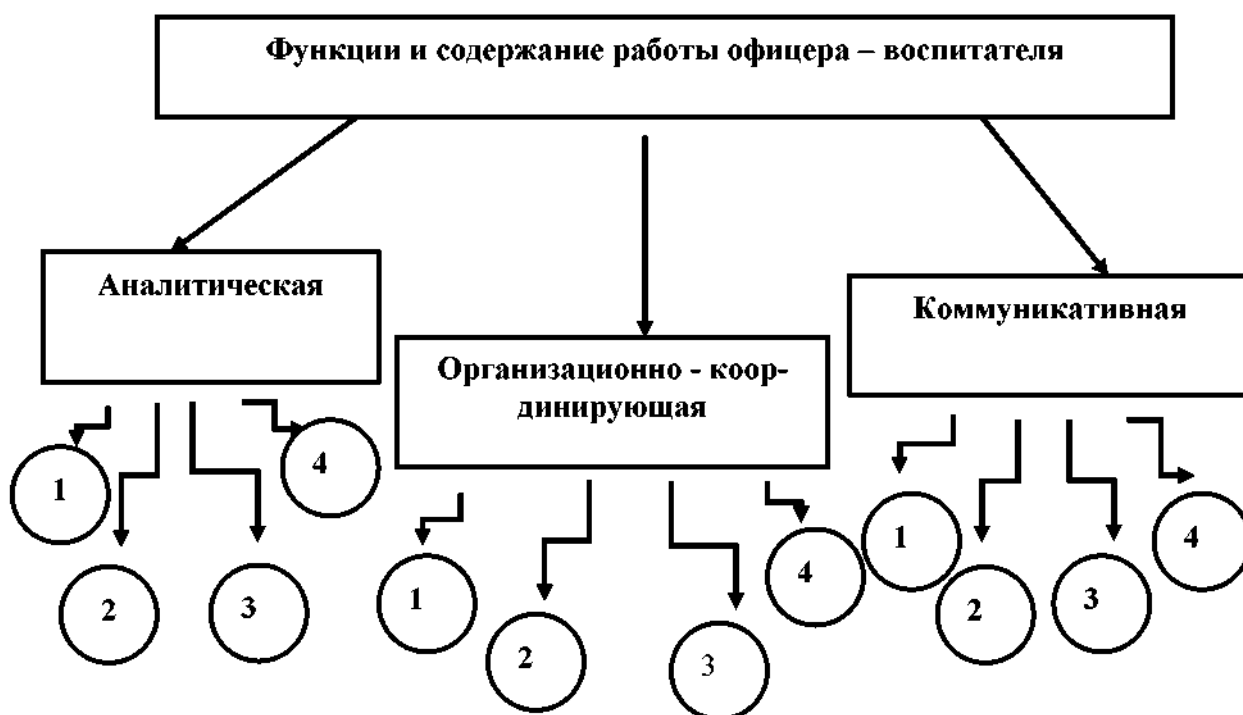 Функции и содержание работы офицера – воспитателя
Аналитическая
Коммуникативная
Организационно - коор-
динирующая
1
2
3
4
1
2
3
4
1
2
3
4